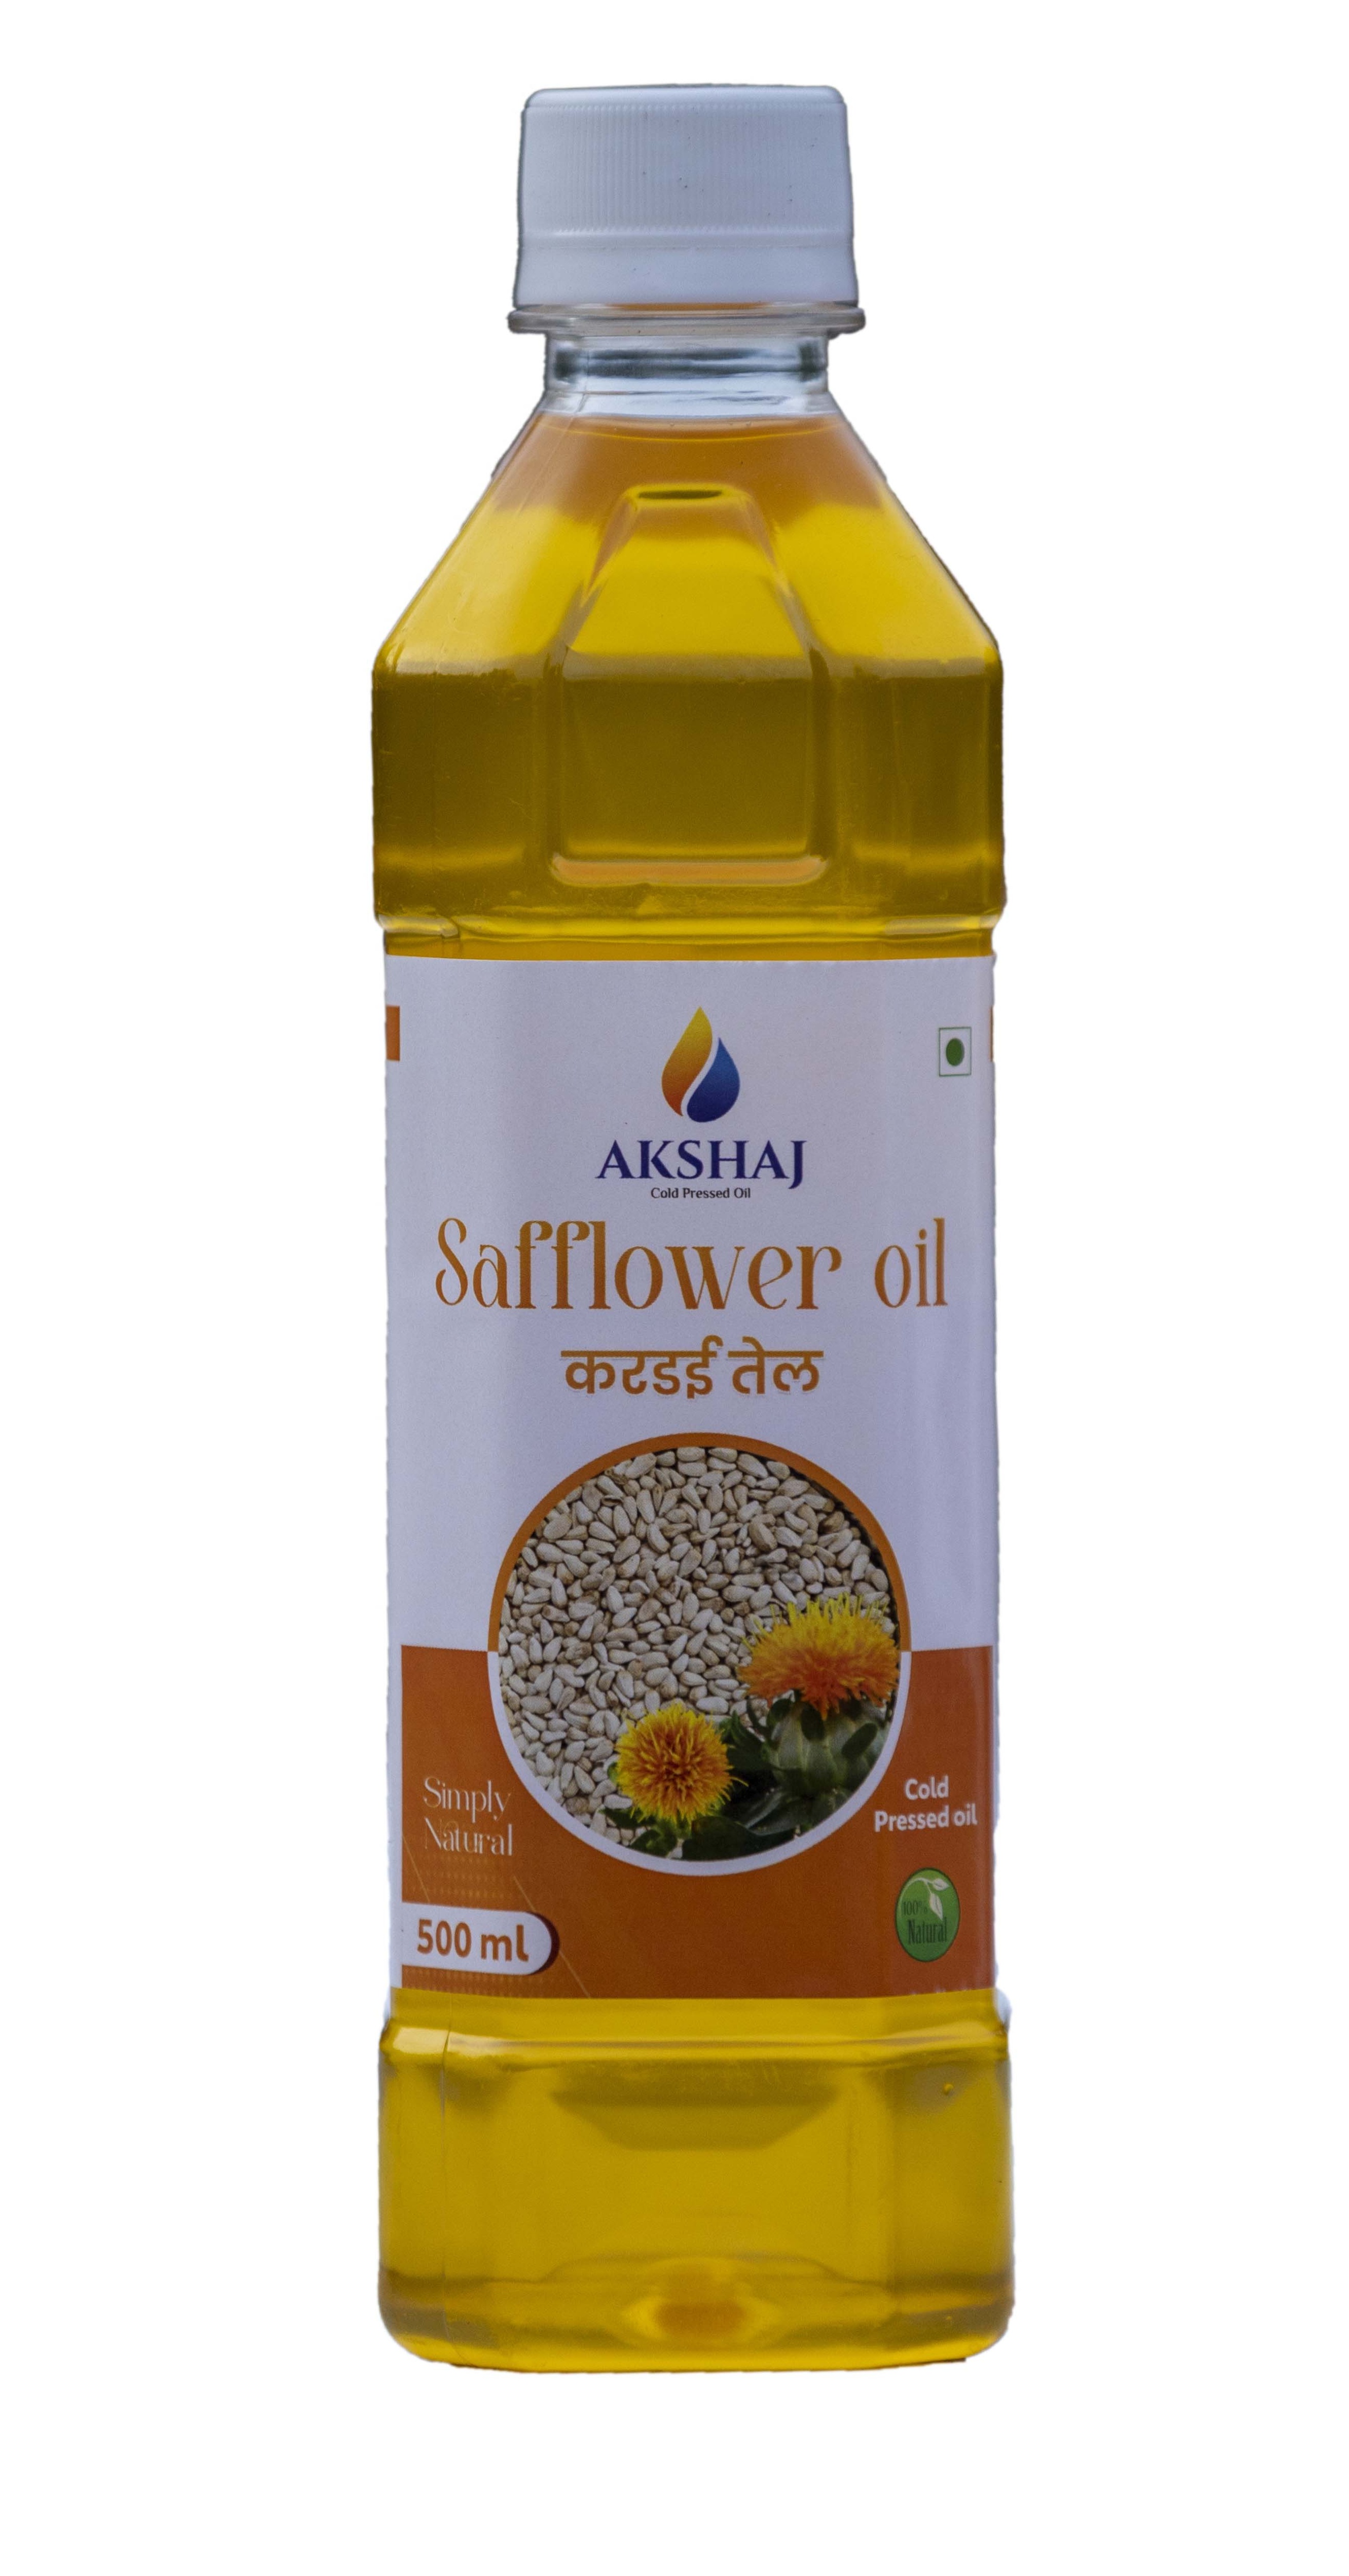 AKSHAJ
Cold Pressed Oil
Safflower oil
करडई तेल
Simply
Natural
Cold
Pressed oil
100%
Natural
500 ml